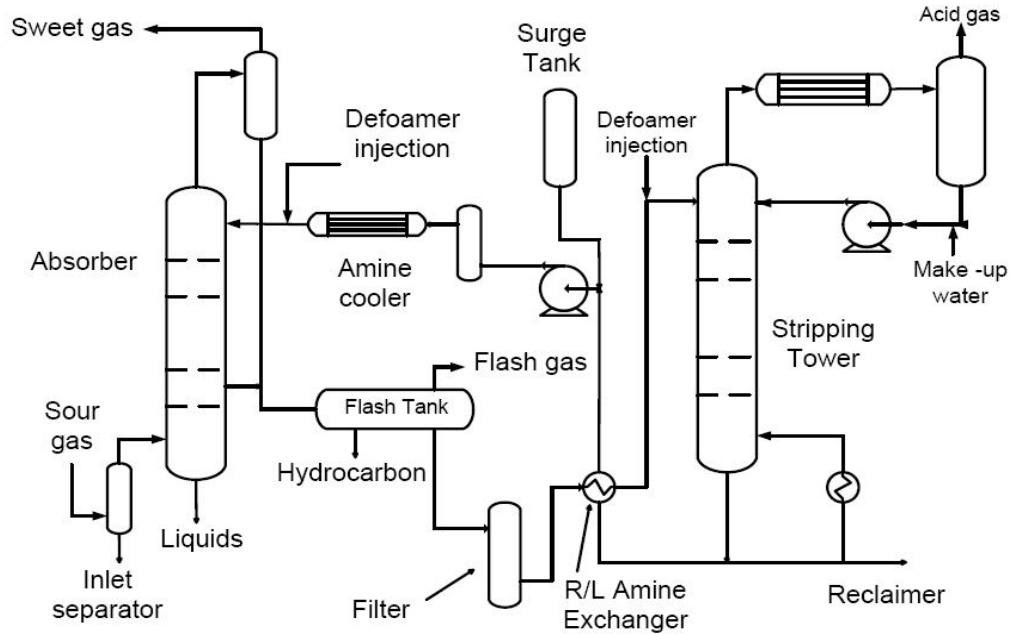 Sweet gas
Surge
Tank
Acid gas
Defoamer
injection
Defoamer
injection
Absorber
Amine
cooler
Make -up
water
Stripping
Tower
Flash gas
Flash Tank
Sour
gas
Hydrocarbon
Liquids
Inlet
separator
Filter
R/L Amine
Exchanger
Reclaimer